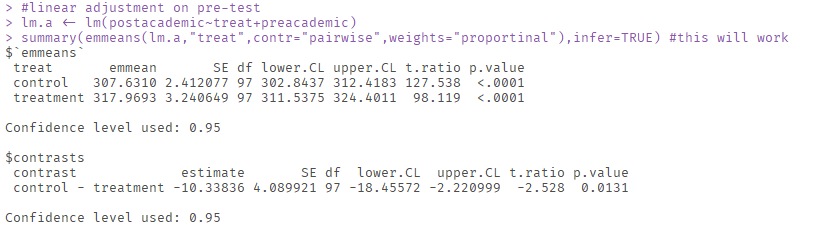 > #linear adjustment on pre-test
> lm.a <- lm(postacademic~treat+preacademic)
> summary(emmeans(lm.a,"treat",contr="pairwise",weights="proportinal"),infer=TRUE) #this will work
$`emmeans`
treat emmean SE df lower.CL upper.CL t.ratio p.value
control 307.6310 2.412077 97 302.8437 312.4183 127.538 <.0001
treatment 317.9693 3.240649 97 311.5375 324.4011 98.119 <.0001
Confidence level used: 0.95
$contrasts
contrast estimate SE df lower.CL upper.CL t.ratio p.value
control - treatment -10.33836 4.089921 97 -18.45572 -2.220999 -2.528 0.0131
Confidence level used: 0.95